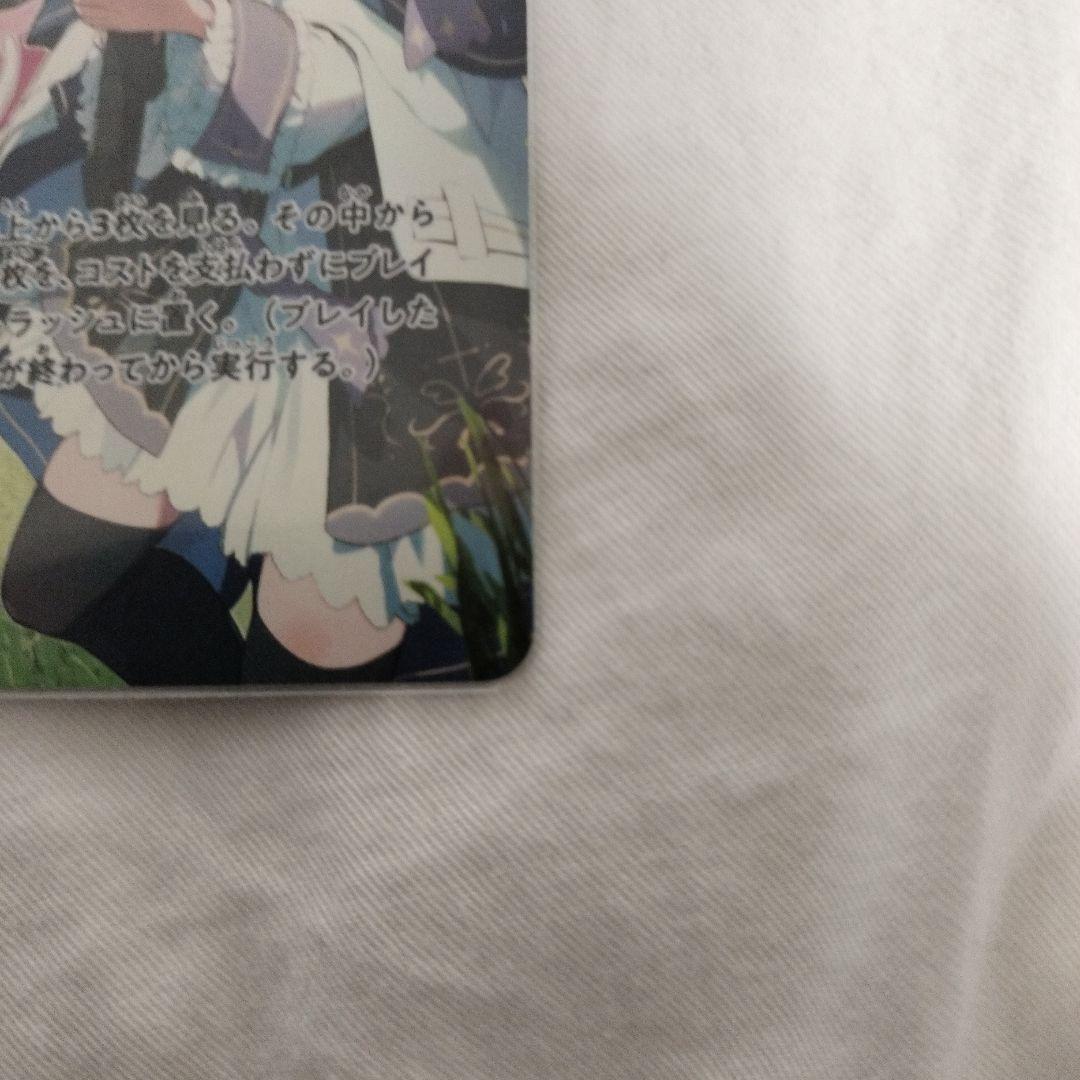 上から3枚を見る。その中から
枚を、コストを支払わずにプレイ
ラッシュに置く。(プレイした
が終わってから実行する。)